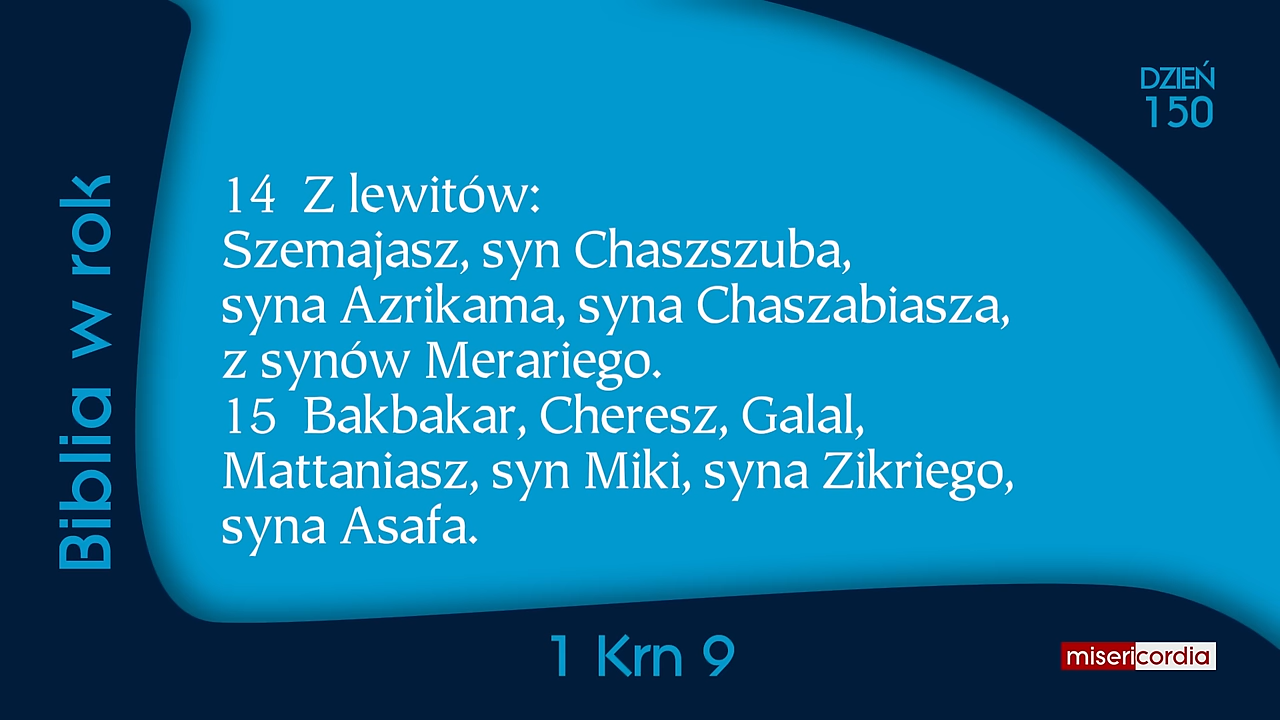 DZIEŃ
150
Biblia w rok
14 Z lewitów:
Szemajasz, syn Chaszszuba,
syna Azrikama, syna Chaszabiasza,
z synów Merariego.
15 Bakbakar, Cheresz, Galal,
Mattaniasz, syn Miki, syna Zikriego,
syna Asafa.
1 Krn 9
misericordia